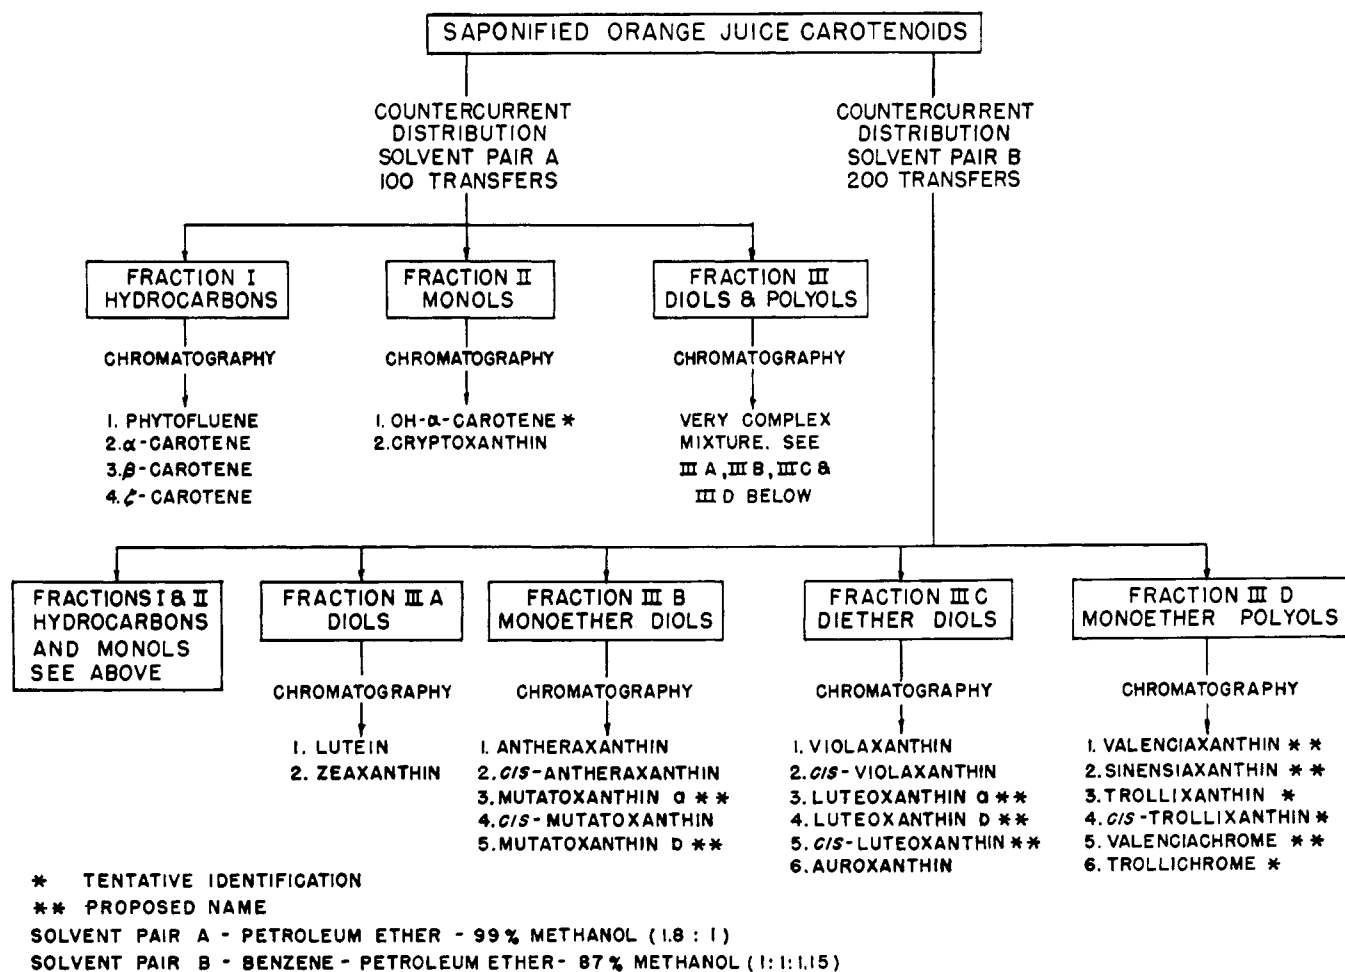 SAPONIFIED ORANGE JUICE CAROTENOIDS
COUNTERCURRENT
DISTRIBUTION
SOLVENT PAIR A
100 TRANSFERS
COUNTERCURRENT
DISTRIBUTION
SOLVENT PAIR B
200 TRANSFERS
FRACTION I
HYDROCARBONS
FRACTION II
MONOLS
FRACTION III
DIOLS & POLYOLS
CHROMATOGRAPHY
CHROMATOGRAPHY
CHROMATOGRAPHY
1. PHYTOFLUENE
2. α-CAROTENE
3. β-CAROTENE
4. ζ-CAROTENE
1. OH-α-CAROTENE *
2. CRYPTOXANTHIN
VERY COMPLEX
MIXTURE. SEE
III A, III B, III C &
III D BELOW
FRACTIONS I & II
HYDROCARBONS
AND MONOLS
SEE ABOVE
FRACTION III A
DIOLS
FRACTION III B
MONOETHER DIOLS
FRACTION III C
DIETHER DIOLS
FRACTION III D
MONOETHER POLYOLS
CHROMATOGRAPHY
CHROMATOGRAPHY
CHROMATOGRAPHY
CHROMATOGRAPHY
1. LUTEIN
2. ZEAXANTHIN
1. ANTHERAXANTHIN
2. CIS-ANTHERAXANTHIN
3. MUTATOXANTHIN a **
4. CIS-MUTATOXANTHIN
5. MUTATOXANTHIN b **
1. VIOLAXANTHIN
2. CIS-VIOLAXANTHIN
3. LUTEOXANTHIN a **
4. LUTEOXANTHIN b **
5. CIS-LUTEOXANTHIN **
6. AUROXANTHIN
1. VALENCIAXANTHIN **
2. SINENSIAXANTHIN **
3. TROLLIXANTHIN *
4. CIS-TROLLIXANTHIN *
5. VALENCIACHROME **
6. TROLLICHROME *
* TENTATIVE IDENTIFICATION
** PROPOSED NAME
SOLVENT PAIR A - PETROLEUM ETHER - 99% METHANOL (1.8 : 1)
SOLVENT PAIR B - BENZENE - PETROLEUM ETHER - 87% METHANOL (1:1:1.15)